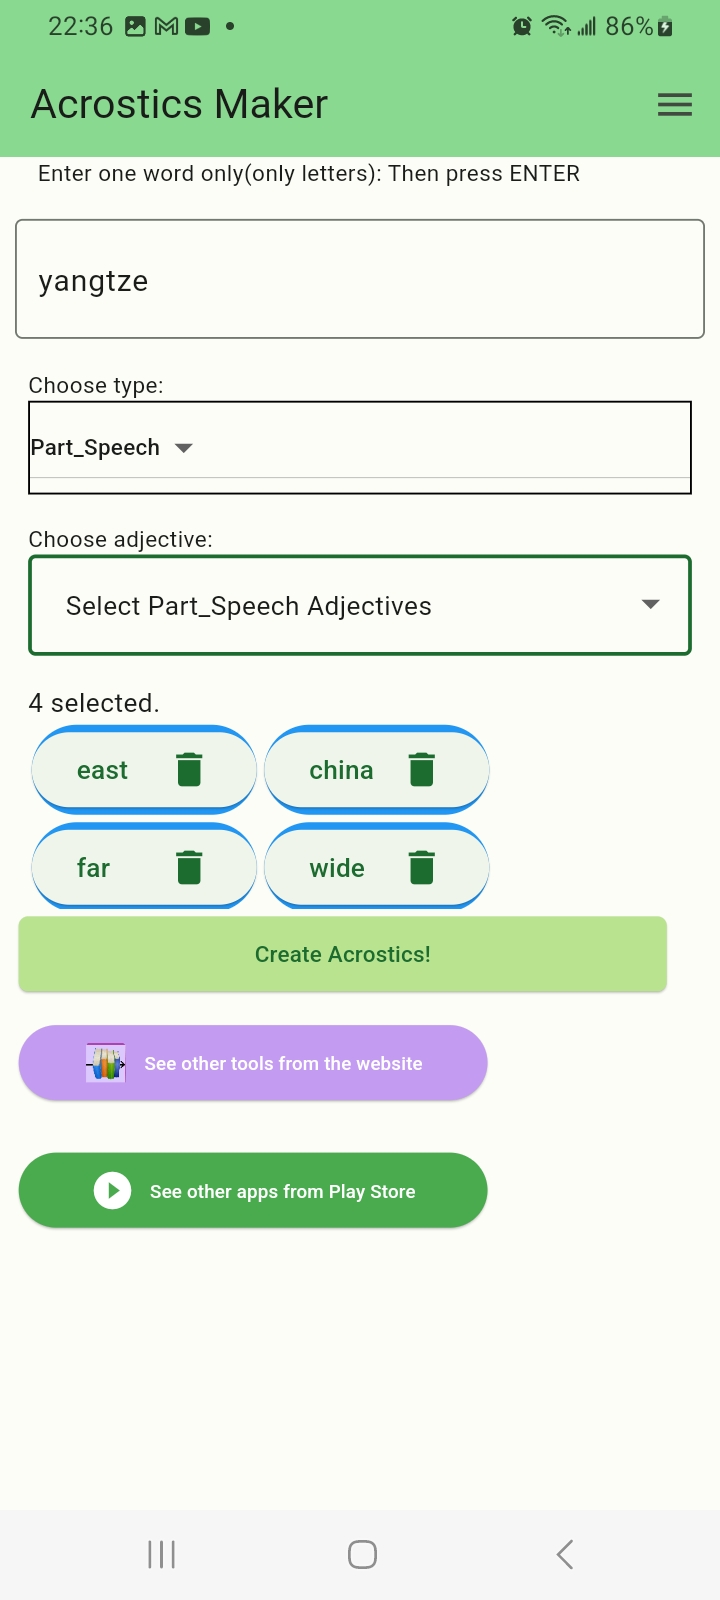 22:36 86%
Acrostics Maker
Enter one word only(only letters): Then press ENTER
yangtze
Choose type:
Part_Speech
Choose adjective:
Select Part_Speech Adjectives
4 selected.
east china
far wide
Create Acrostics!
See other tools from the website
See other apps from Play Store